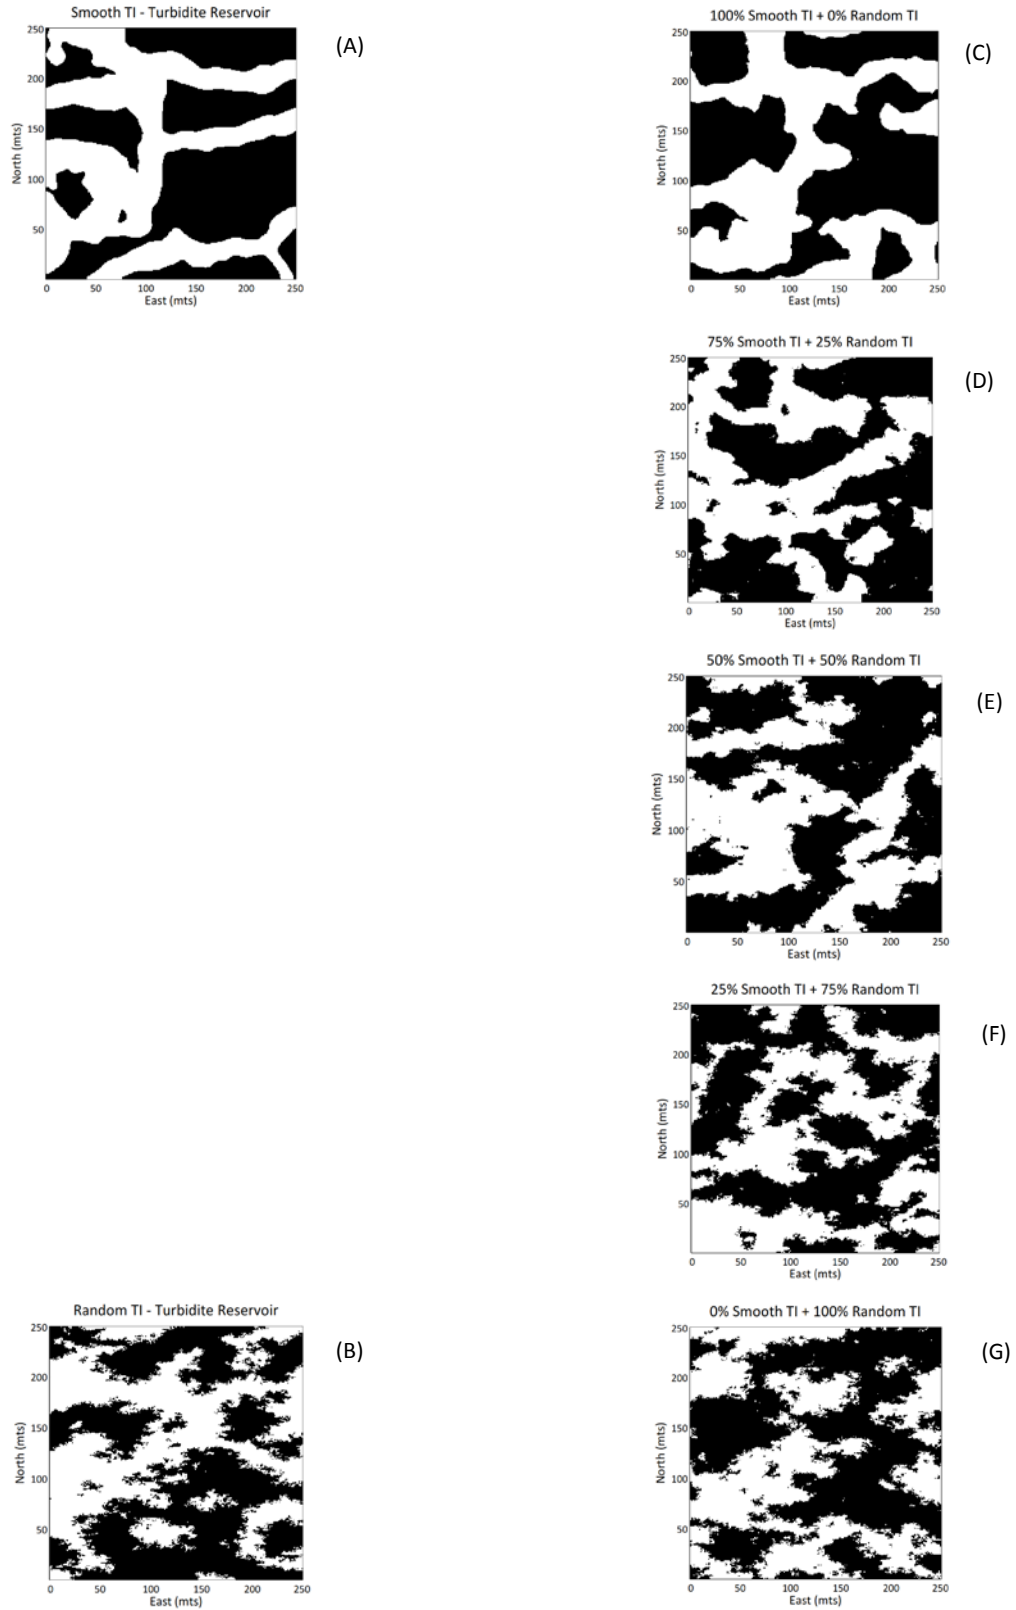 Smooth TI - Turbidite Reservoir
(A)
250
200
150
100
50
North (mts)
0 50 100 150 200 250
East (mts)
100% Smooth TI + 0% Random TI
(C)
250
200
150
100
50
North (mts)
0 50 100 150 200 250
East (mts)
75% Smooth TI + 25% Random TI
(D)
250
200
150
100
50
North (mts)
0 50 100 150 200 250
East (mts)
50% Smooth TI + 50% Random TI
(E)
250
200
150
100
50
North (mts)
0 50 100 150 200 250
East (mts)
25% Smooth TI + 75% Random TI
(F)
250
200
150
100
50
North (mts)
0 50 100 150 200 250
East (mts)
Random TI - Turbidite Reservoir
(B)
250
200
150
100
50
North (mts)
0 50 100 150 200 250
East (mts)
0% Smooth TI + 100% Random TI
(G)
250
200
150
100
50
North (mts)
0 50 100 150 200 250
East (mts)